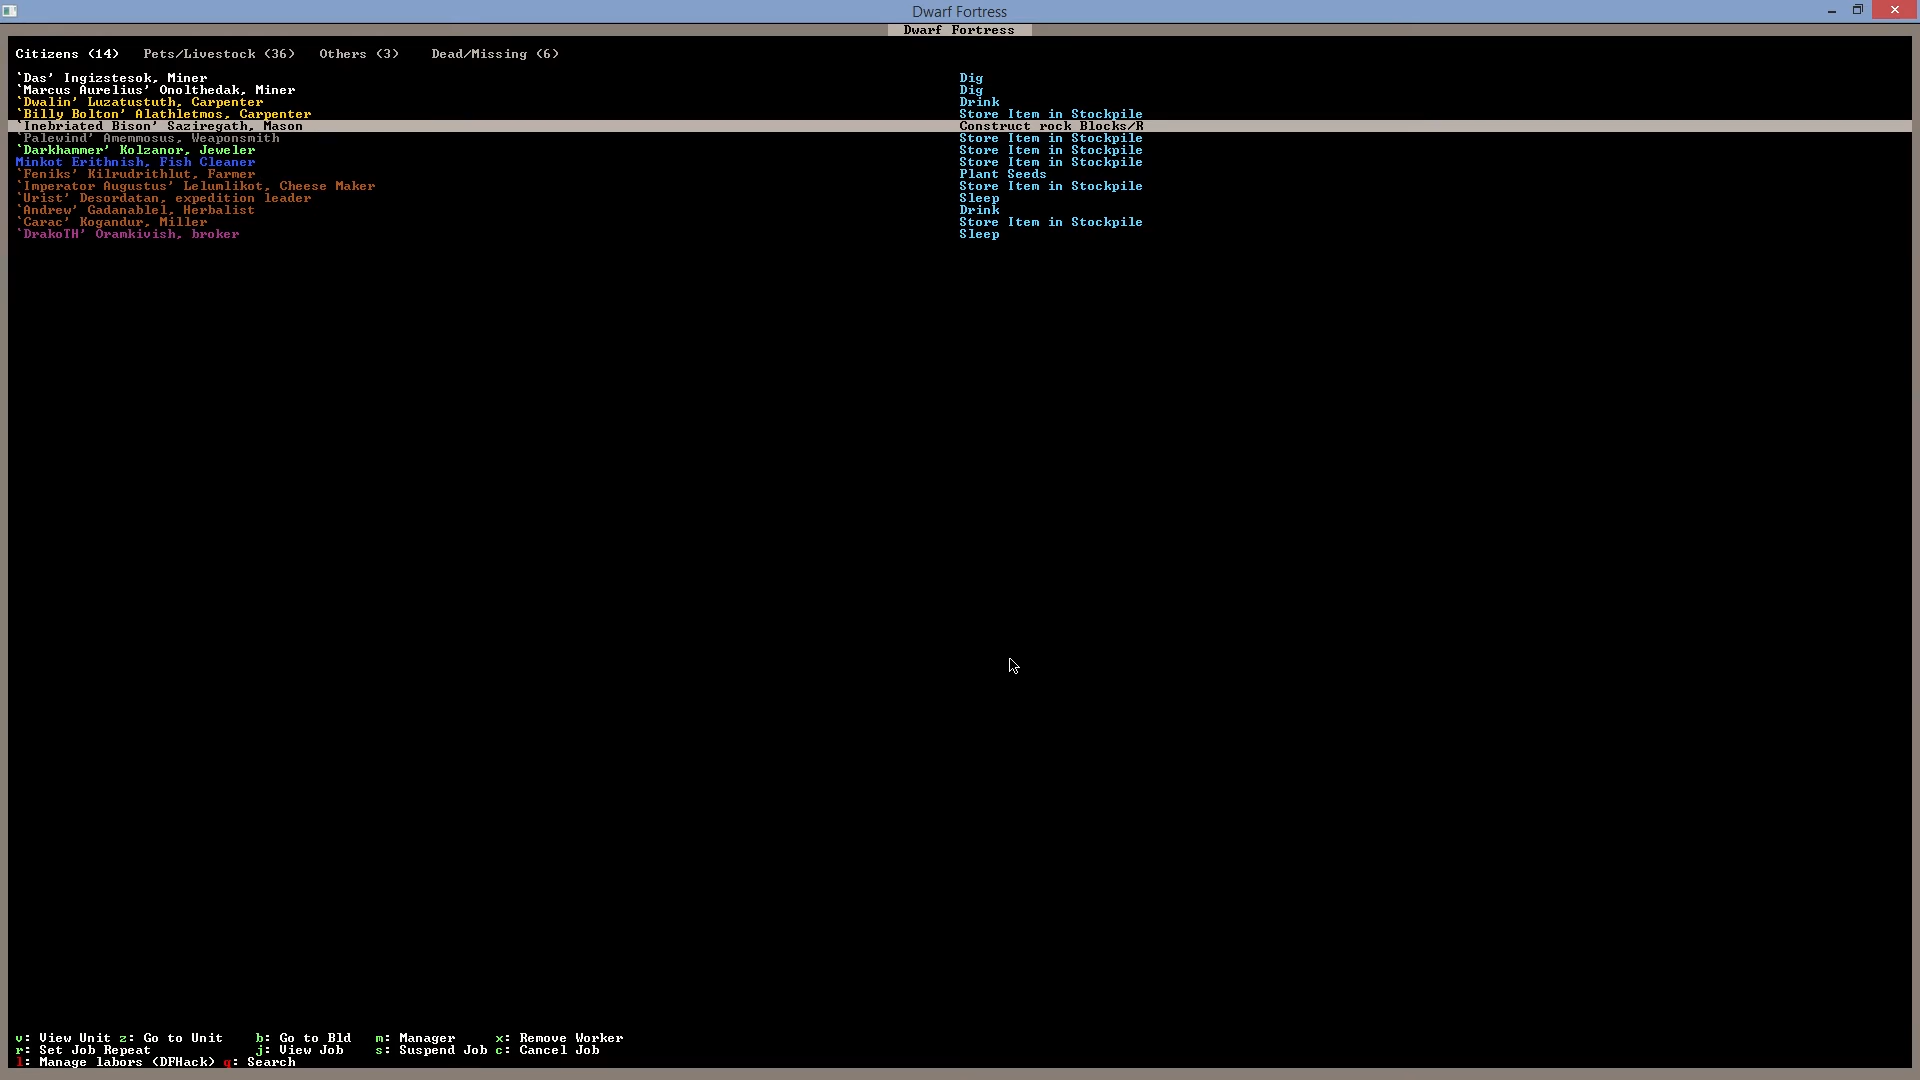 Dwarf Fortress
Dwarf Fortress
Citizens (14) Pets/Livestock (36) Others (3) Dead/Missing (6)
`Das' Ingizstesok, Miner Dig
`Marcus Aurelius' Onolthedak, Miner Dig
`Dwalin' Luzatustuth, Carpenter Drink
`Billy Bolton' Alathletmos, Carpenter Store Item in Stockpile
`Inebriated Bison' Saziregath, Mason Construct rock Blocks/R
`Palewind' Amemmosus, Weaponsmith Store Item in Stockpile
`Darkhammer' Kolzanor, Jeweler Store Item in Stockpile
Minkot Erithnish, Fish Cleaner Store Item in Stockpile
`Feniks' Kilrudrithlut, Farmer Plant Seeds
`Imperator Augustus' Lelumlikot, Cheese Maker Store Item in Stockpile
`Urist' Desordatan, expedition leader Sleep
`Andrew' Gadanablel, Herbalist Drink
`Carac' Kogandur, Miller Store Item in Stockpile
`DrakoTH' Oramkivish, broker Sleep
v: View Unit z: Go to Unit b: Go to Bld m: Manager x: Remove Worker
r: Set Job Repeat j: View Job s: Suspend Job c: Cancel Job
l: Manage labors (DFHack) q: Search